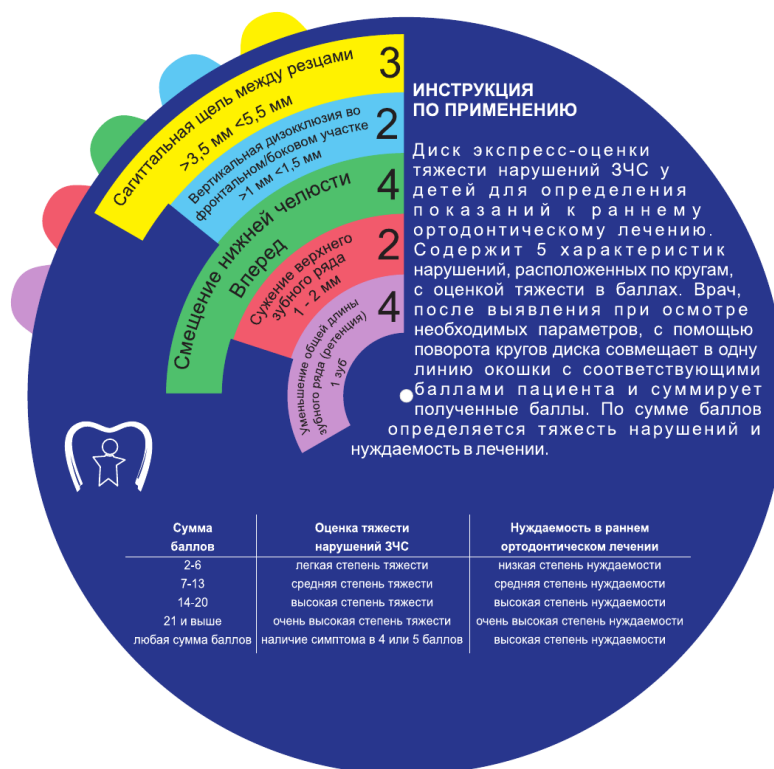 Сагиттальная щель между резцами
>3,5 мм <5,5 мм
3
Вертикальная дизокклюзия во
фронтальном/боковом участке
>1 мм <1,5 мм
2
Смещение нижней челюсти
Вперед
4
Сужение верхнего
зубного ряда
1 - 2 мм
2
Уменьшение общей длины
зубного ряда (ретенция)
1 зуб
4
ИНСТРУКЦИЯ
ПО ПРИМЕНЕНИЮ
Диск экспресс-оценки
тяжести нарушений ЗЧС у
детей для определения
показаний к раннему
ортодонтическому лечению.
Содержит 5 характеристик
нарушений, расположенных по кругам,
с оценкой тяжести в баллах. Врач,
после выявления при осмотре
необходимых параметров, с помощью
поворота кругов диска совмещает в одну
линию окошки с соответствующими
баллами пациента и суммирует
полученные баллы. По сумме баллов
определяется тяжесть нарушений и
нуждаемость в лечении.
Сумма баллов | Оценка тяжести нарушений ЗЧС | Нуждаемость в раннем ортодонтическом лечении
2-6 | легкая степень тяжести | низкая степень нуждаемости
7-13 | средняя степень тяжести | средняя степень нуждаемости
14-20 | высокая степень тяжести | высокая степень нуждаемости
21 и выше | очень высокая степень тяжести | очень высокая степень нуждаемости
любая сумма баллов | наличие симптома в 4 или 5 баллов | высокая степень нуждаемости